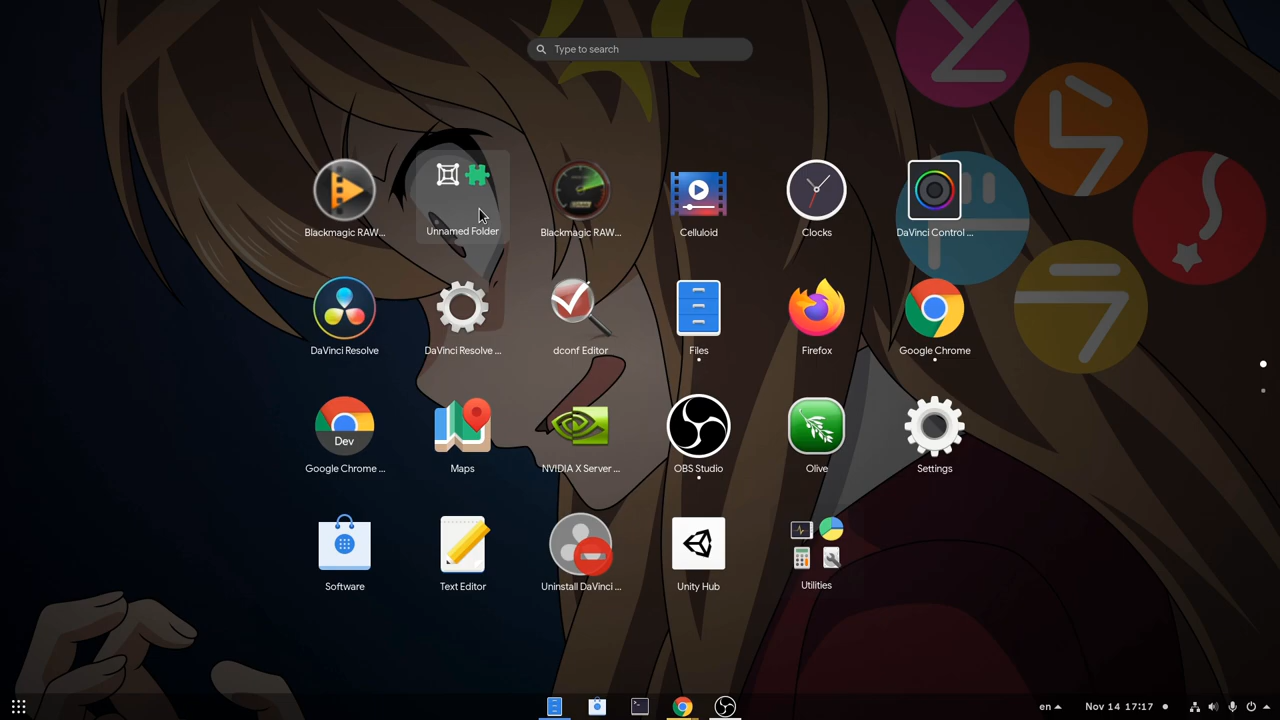 Type to search
Blackmagic RAW...
Unnamed Folder
Blackmagic RAW...
Celluloid
Clocks
DaVinci Control ...
DaVinci Resolve
DaVinci Resolve ...
dconf Editor
Files
Firefox
Google Chrome
Dev
Google Chrome ...
Maps
NVIDIA X Server ...
OBS Studio
Olive
Settings
Software
Text Editor
Uninstall DaVinci ...
Unity Hub
Utilities
en
Nov 14 17:17